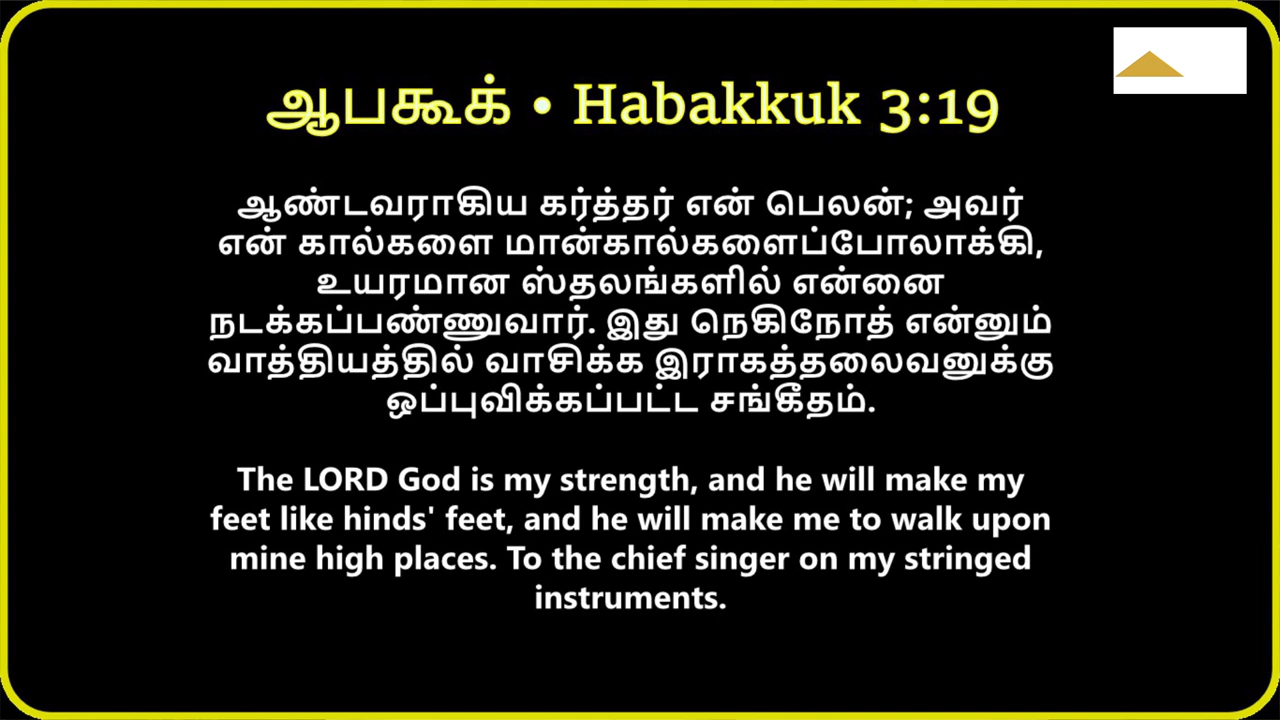 ஆபகூக் • Habakkuk 3:19
ஆண்டவராகிய கர்த்தர் என் பெலன்; அவர்
என் கால்களை மான்கால்களைப்போலாக்கி,
உயரமான ஸ்தலங்களில் என்னை
நடக்கப்பண்ணுவார். இது நெகிநோத் என்னும்
வாத்தியத்தில் வாசிக்க இராகத்தலைவனுக்கு
ஒப்புவிக்கப்பட்ட சங்கீதம்.
The LORD God is my strength, and he will make my
feet like hinds' feet, and he will make me to walk upon
mine high places. To the chief singer on my stringed
instruments.